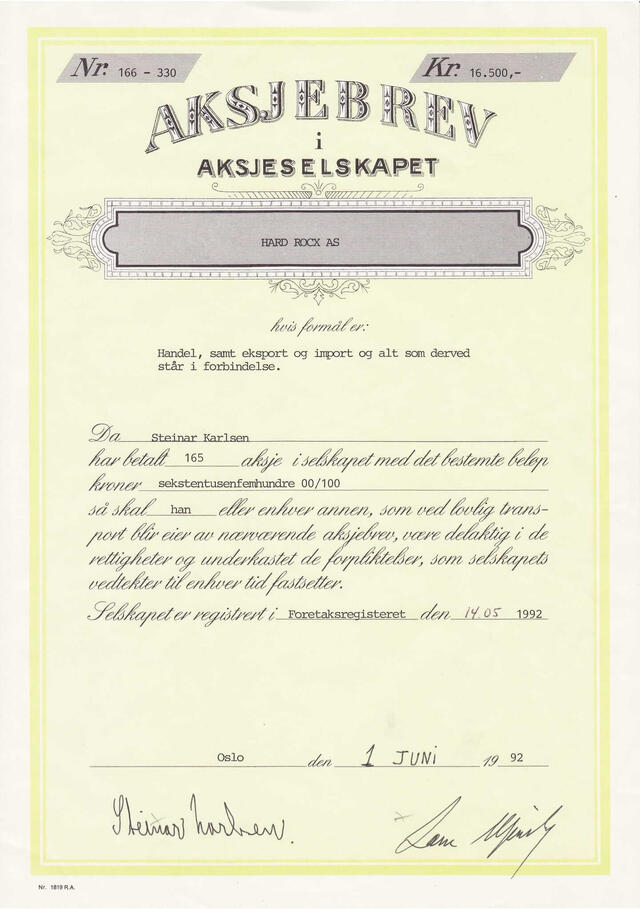 Nr. 166 - 330 Kr. 16.500,-
AKSJEBREV
i
AKSJESELSKAPET
HARD ROCX AS
hvis formål er:
Handel, samt eksport og import og alt som derved
står i forbindelse.
Da Steinar Karlsen
har betalt 165 aksje i selskapet med det bestemte beløp
kroner sekstentusenfemhundre 00/100
så skal han eller enhver annen, som ved lovlig trans-
port blir eier av nærværende aksjebrev, være delaktig i de
rettigheter og underkastet de forpliktelser, som selskapets
vedtekter til enhver tid fastsetter.
Selskapet er registrert i Foretaksregisteret den 14.05 1992
Oslo den 1 JUNI 19 92
Steinar Karlsen.
Nr. 1819 R.A.